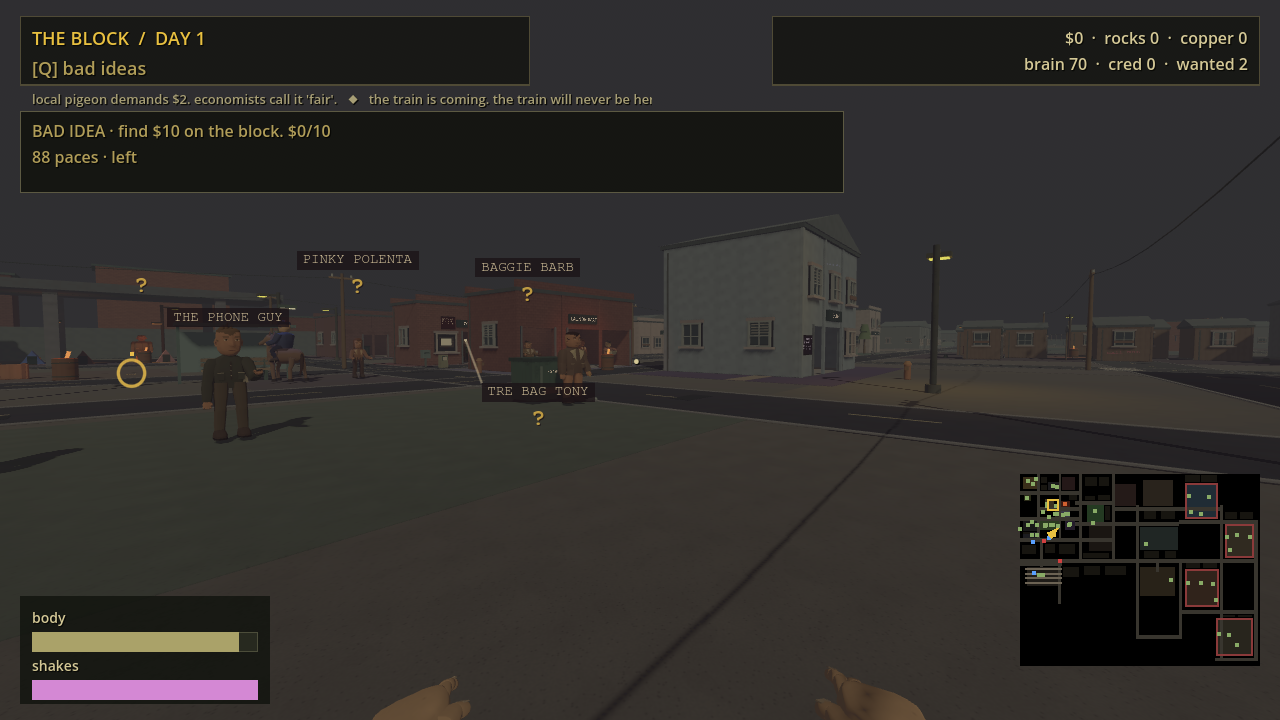 THE BLOCK / DAY 1
[Q] bad ideas
$0 · rocks 0 · copper 0
brain 70 · cred 0 · wanted 2
local pigeon demands $2. economists call it 'fair'. ◆ the train is coming. the train will never be her
BAD IDEA · find $10 on the block. $0/10
88 paces · left
PINKY POLENTA
?
BAGGIE BARB
?
?
THE PHONE GUY
TRE BAG TONY
?
body
shakes